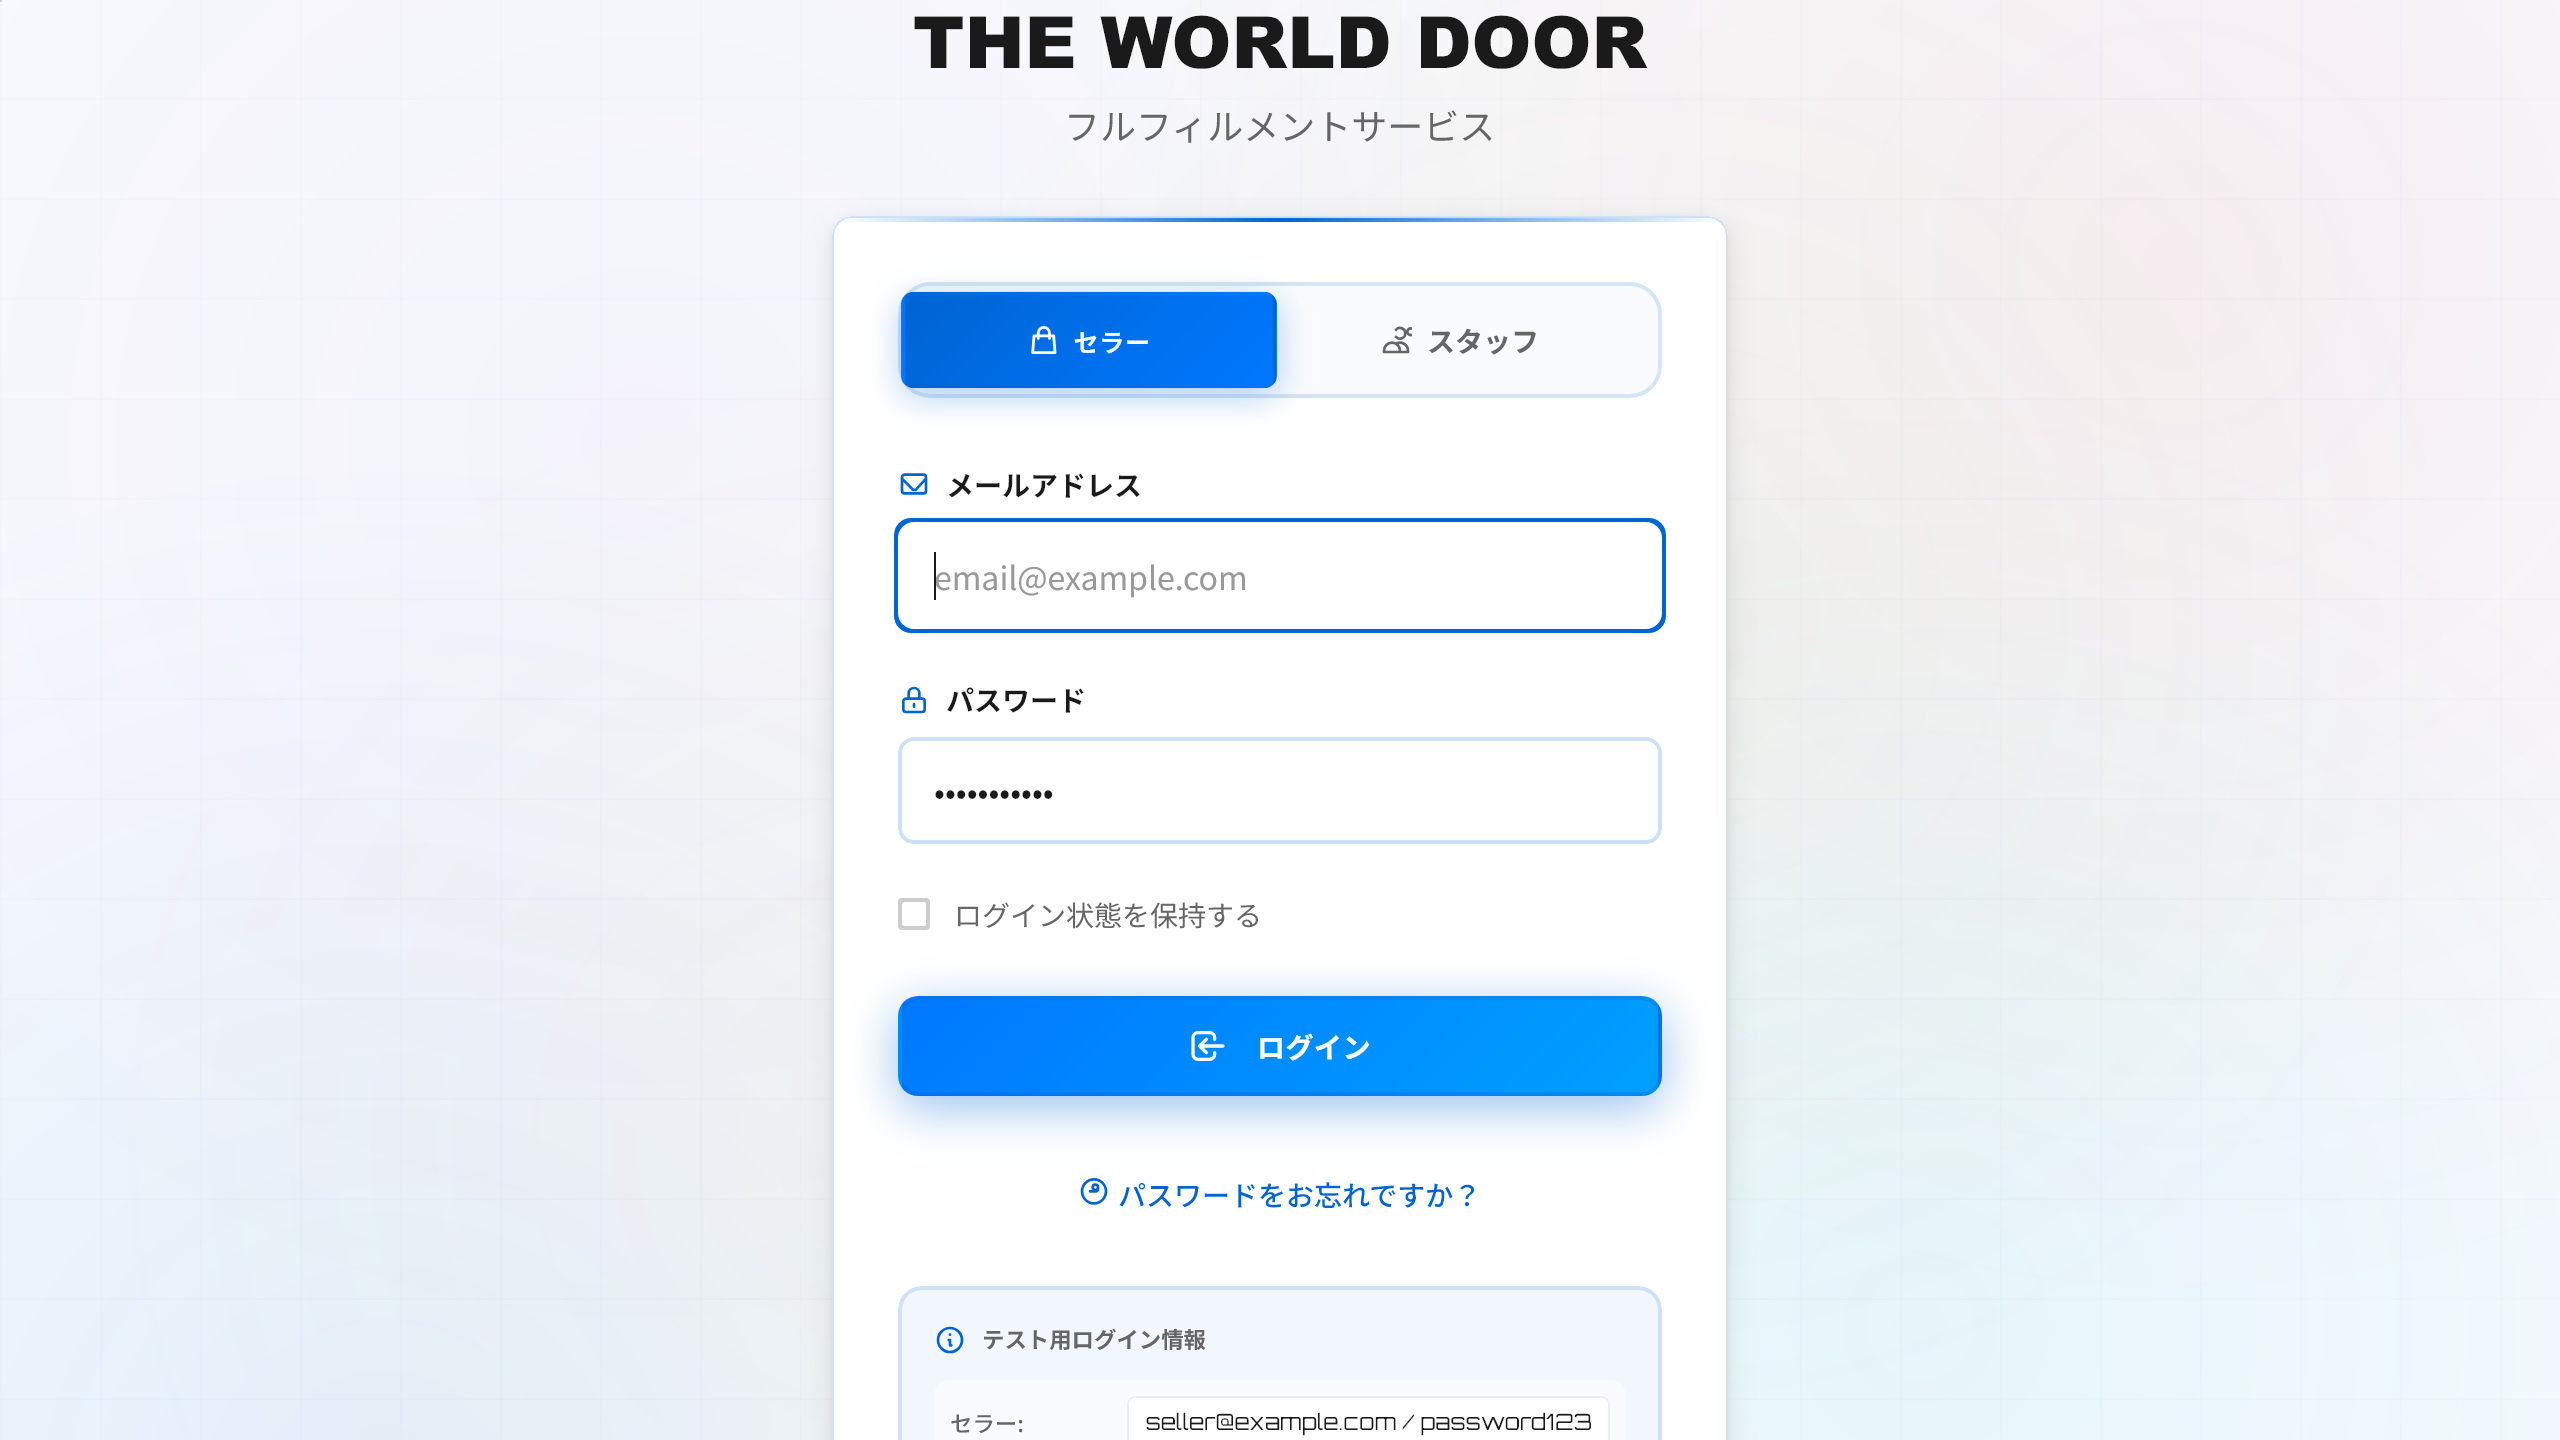 THE WORLD DOOR
フルフィルメントサービス
セラー
スタッフ
メールアドレス
email@example.com
パスワード
•••••••••••
ログイン状態を保持する
ログイン
パスワードをお忘れですか？
テスト用ログイン情報
セラー: seller@example.com / password123